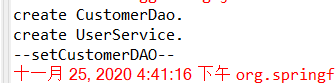 create CustomerDao.
create UserService.
--setCustomerDAO--
十一月 25, 2020 4:41:16 下午 org.springf